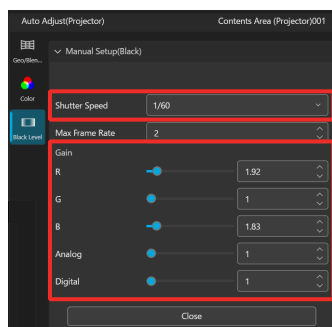 Auto Adjust(Projector) Contents Area (Projector)001
Geo/Blen...
Manual Setup(Black)
Color
Shutter Speed 1/60
Black Level
Max Frame Rate 2
Gain
R 1.92
G 1
B 1.83
Analog 1
Digital 1
Close